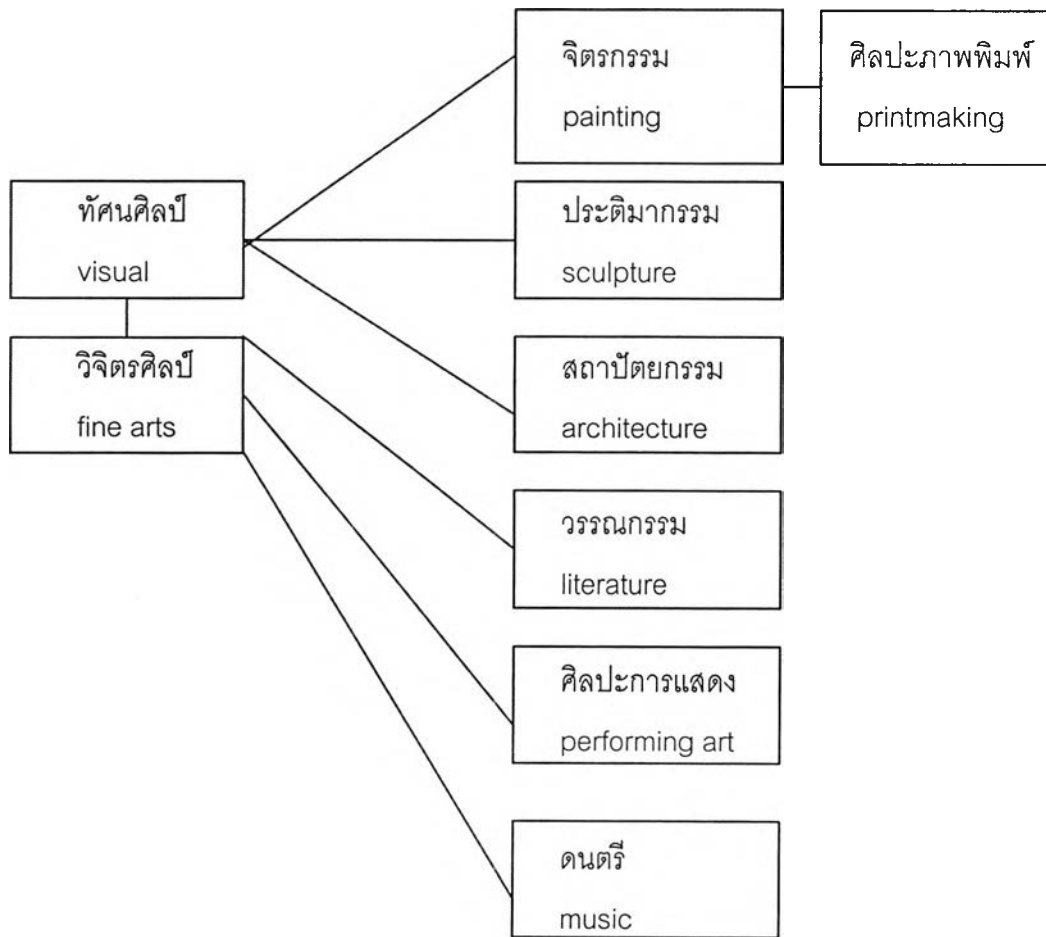 จิตรกรรม
painting
ศิลปะภาพพิมพ์
printmaking
ทัศนศิลป์
visual
ประติมากรรม
sculpture
วิจิตรศิลป์
fine arts
สถาปัตยกรรม
architecture
วรรณกรรม
literature
ศิลปะการแสดง
performing art
ดนตรี
music